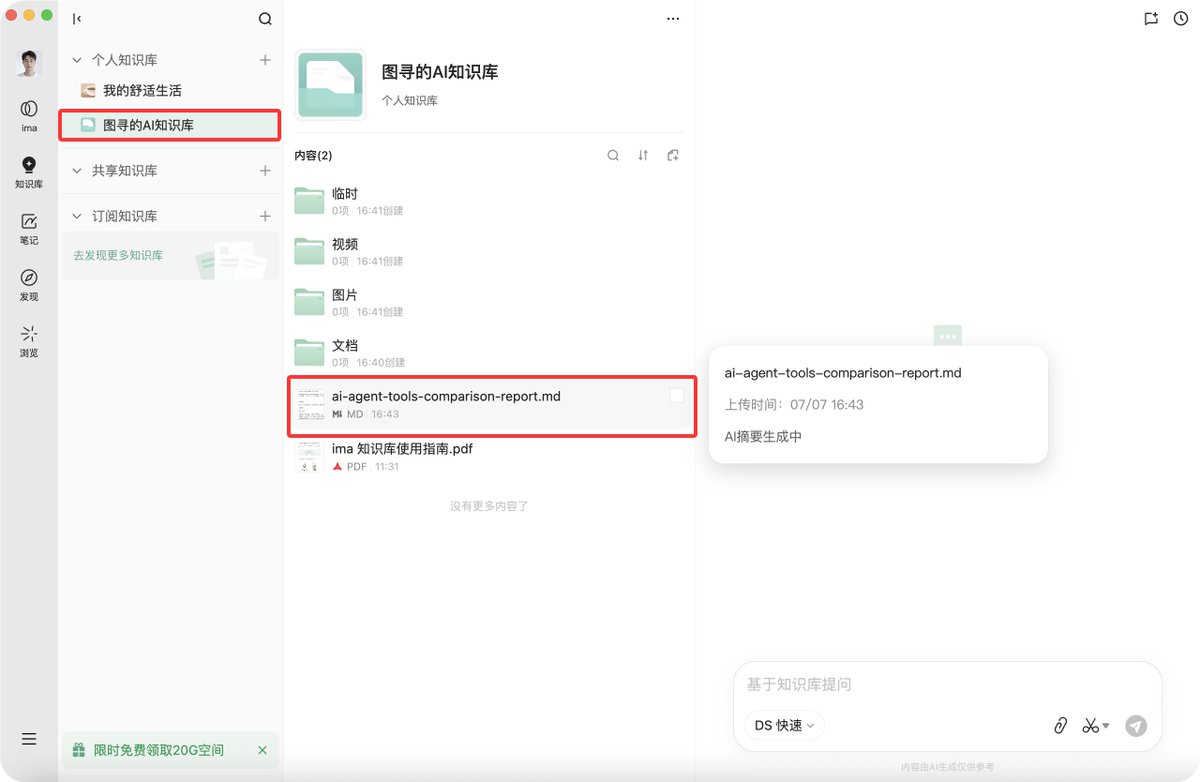 个人知识库
我的舒适生活
图寻的AI知识库
共享知识库
订阅知识库
去发现更多知识库
ima
知识库
笔记
发现
浏览
限时免费领取20G空间
图寻的AI知识库
个人知识库
内容(2)
临时
0项 16:41创建
视频
0项 16:41创建
图片
0项 16:41创建
文档
0项 16:40创建
ai-agent-tools-comparison-report.md
MD 16:43
ima 知识库使用指南.pdf
PDF 11:31
没有更多内容了
ai-agent-tools-comparison-report.md
上传时间：07/07 16:43
AI摘要生成中
基于知识库提问
DS 快速
内容由AI生成仅供参考